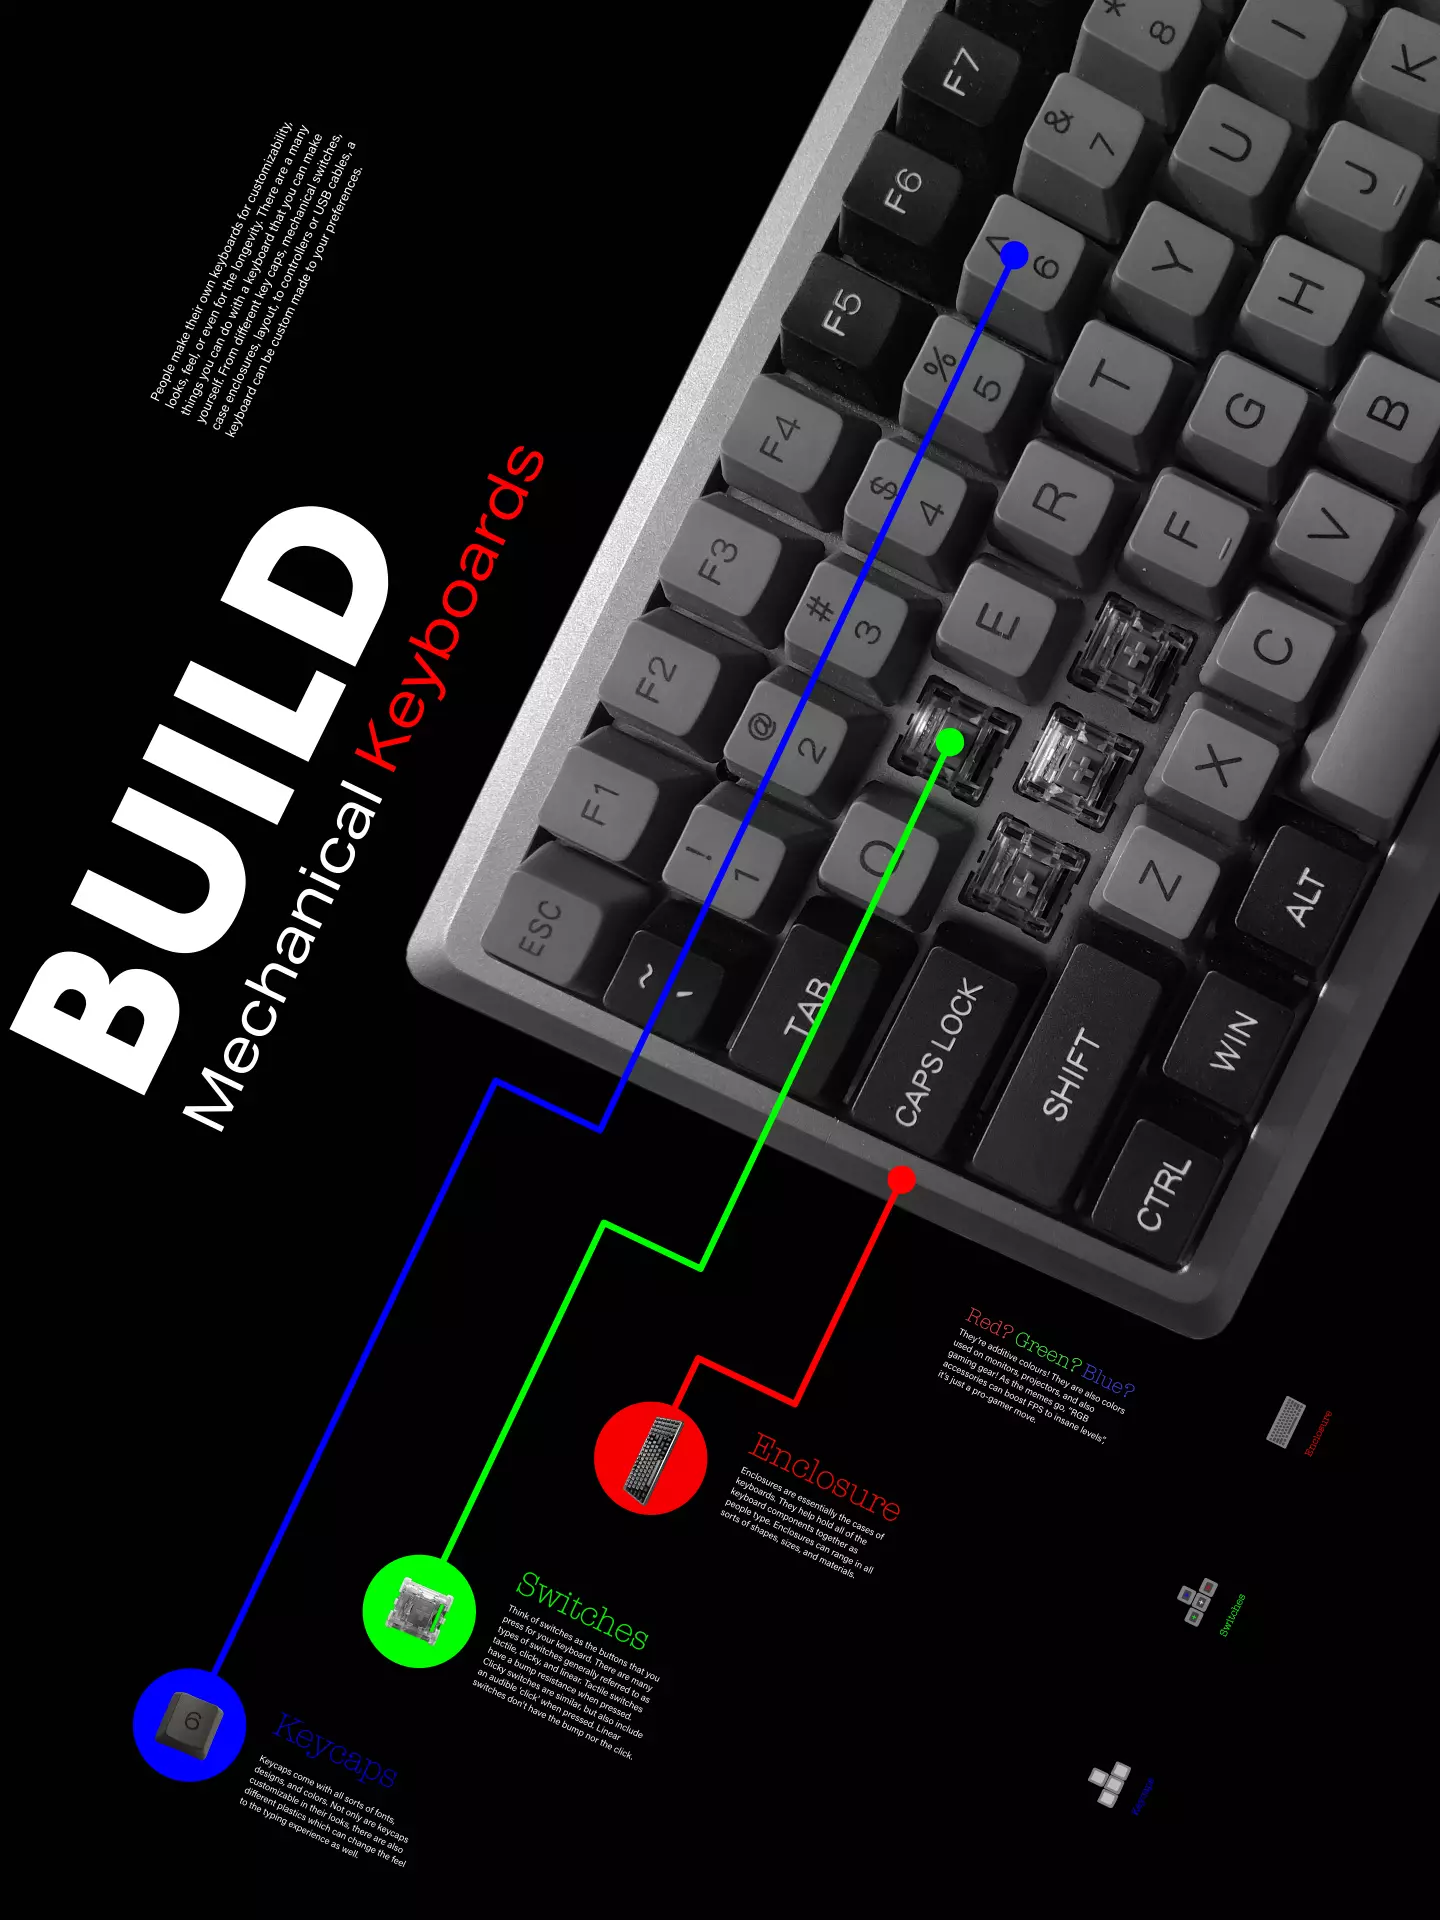 People make their own keyboards for customizability,
looks, feel, or even for the longevity. There are a many
things you can do with a keyboard that you can make
yourself. From different key caps, mechanical switches,
case enclosures, layout, to controllers or USB cables, a
keyboard can be custom made to your preferences.
BUILD
Mechanical Keyboards
ESC F1 F2 F3 F4 F5 F6 F7
~ ` ! 1 @ 2 # 3 $ 4 % 5 ^ 6 & 7 * 8
TAB Q E R T Y U I
CAPS LOCK F G H J K
SHIFT Z X C V B
CTRL WIN ALT
Red? Green? Blue?
They're additive colours! They are also colors
used on monitors, projectors, and also
gaming gear! As the memes go, "RGB
accessories can boost FPS to insane levels",
it's just a pro-gamer move.
Enclosure
Enclosures are essentially the cases of
keyboards. They help hold all of the
keyboard components together as
people type. Enclosures can range in all
sorts of shapes, sizes, and materials.
Switches
Think of switches as the buttons that you
press for your keyboard. There are many
types of switches generally referred to as
tactile, clicky, and linear. Tactile switches
have a bump resistance when pressed.
Clicky switches are similar, but also include
an audible 'click' when pressed. Linear
switches don't have the bump nor the click.
6
Keycaps
Keycaps come with all sorts of fonts,
designs, and colors. Not only are keycaps
customizable in their looks, there are also
different plastics which can change the feel
to the typing experience as well.
Enclosure
Switches
Keycaps